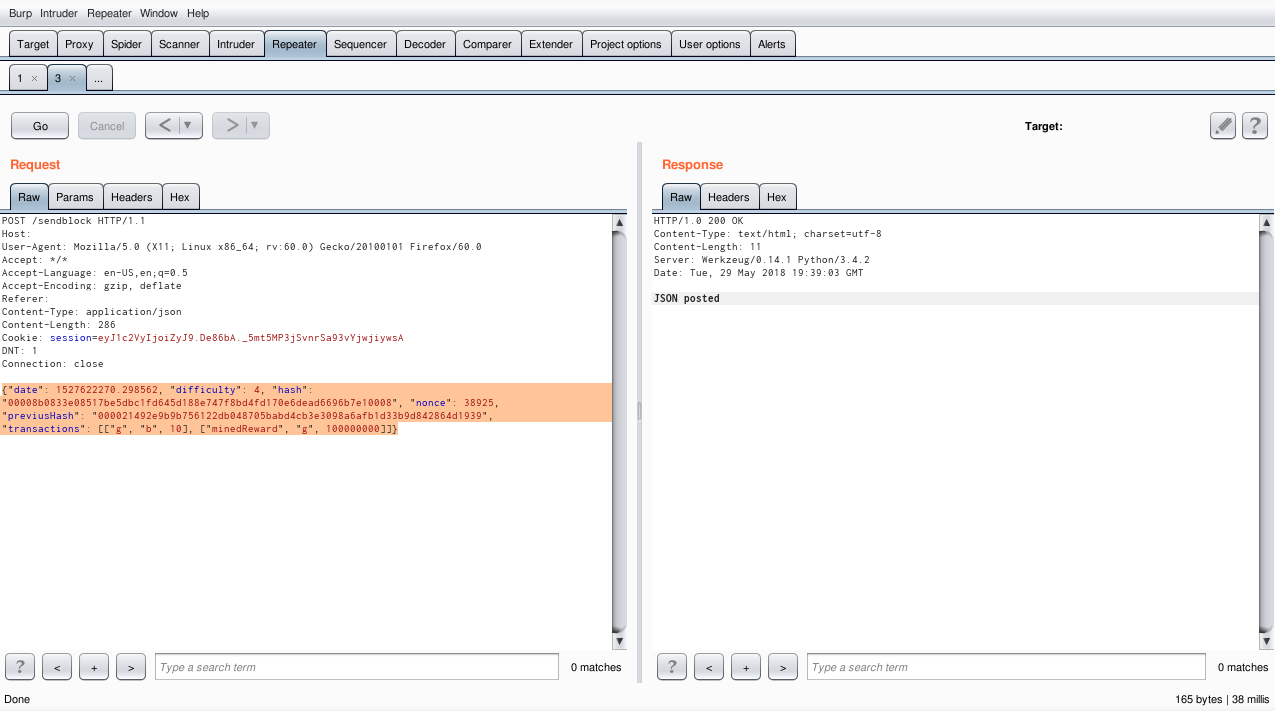 Burp Intruder Repeater Window Help
Target Proxy Spider Scanner Intruder Repeater Sequencer Decoder Comparer Extender Project options User options Alerts
1 × 3 × ...
Go Cancel < ▼ > ▼ Target: ?
Request
Raw Params Headers Hex
POST /sendblock HTTP/1.1
Host:
User-Agent: Mozilla/5.0 (X11; Linux x86_64; rv:60.0) Gecko/20100101 Firefox/60.0
Accept: */*
Accept-Language: en-US,en;q=0.5
Accept-Encoding: gzip, deflate
Referer:
Content-Type: application/json
Content-Length: 286
Cookie: session=eyJ1c2VyIjoiZyJ9.De86bA._5mt5MP3jSvnrSa93vYjwjiywsA
DNT: 1
Connection: close
{"date": 1527622270.298562, "difficulty": 4, "hash":
"00008b0833e08517be5dbc1fd645d188e747f8bd4fd170e6dead6696b7e10008", "nonce": 38925,
"previusHash": "000021492e9b9b756122db048705babd4cb3e3098a6afb1d33b9d842864d1939",
"transactions": [["g", "b", 10], ["minedReward", "g", 100000000]]}
? < + > Type a search term 0 matches
Response
Raw Headers Hex
HTTP/1.0 200 OK
Content-Type: text/html; charset=utf-8
Content-Length: 11
Server: Werkzeug/0.14.1 Python/3.4.2
Date: Tue, 29 May 2018 19:39:03 GMT
JSON posted
? < + > Type a search term 0 matches
Done 165 bytes | 38 millis